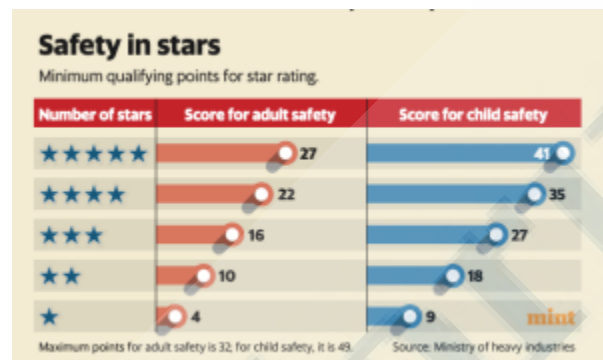 Safety in stars
Minimum qualifying points for star rating.
Number of stars Score for adult safety Score for child safety
27 41
22 35
16 27
10 18
4 9
mint
Maximum points for adult safety is 32; for child safety, it is 49. Source: Ministry of heavy industries